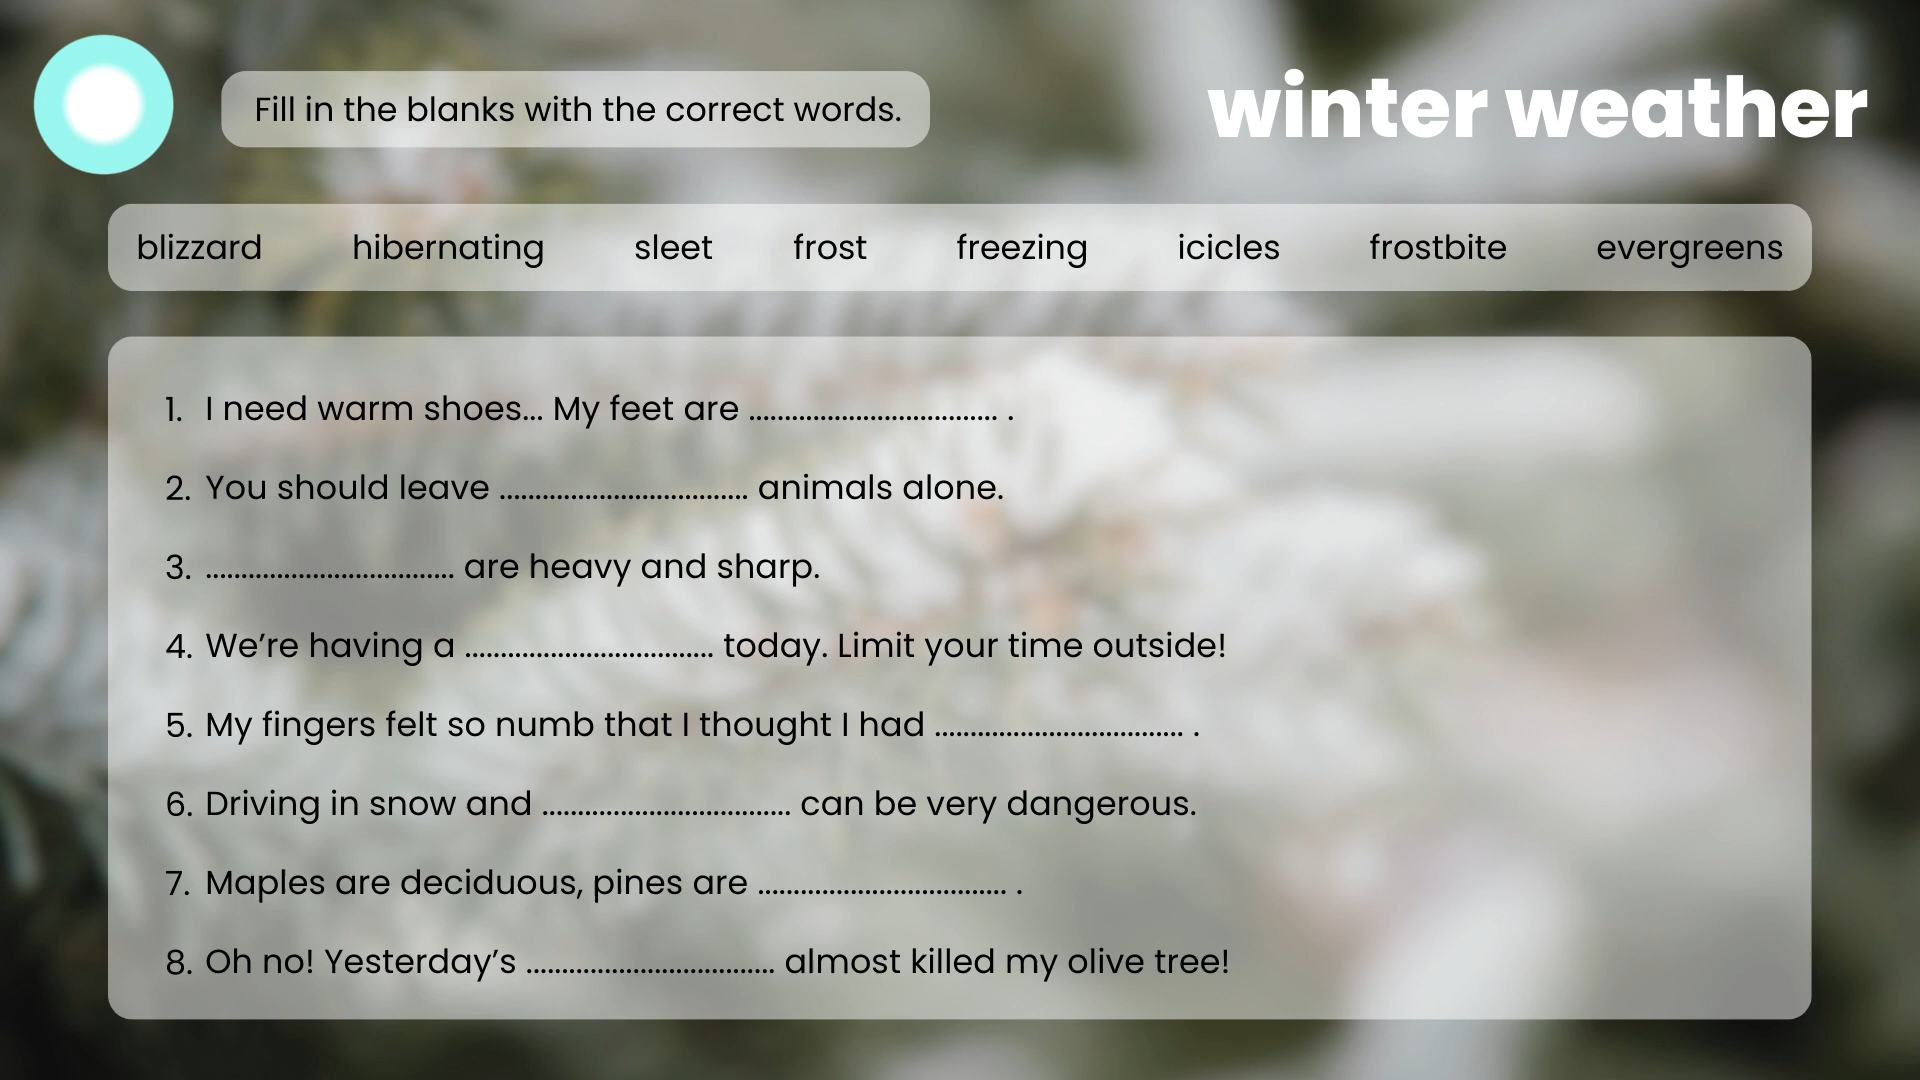 Fill in the blanks with the correct words.
winter weather
blizzard hibernating sleet frost freezing icicles frostbite evergreens
1. I need warm shoes... My feet are ................................... .
2. You should leave ................................... animals alone.
3. ................................... are heavy and sharp.
4. We’re having a ................................... today. Limit your time outside!
5. My fingers felt so numb that I thought I had ................................... .
6. Driving in snow and ................................... can be very dangerous.
7. Maples are deciduous, pines are ................................... .
8. Oh no! Yesterday’s ................................... almost killed my olive tree!